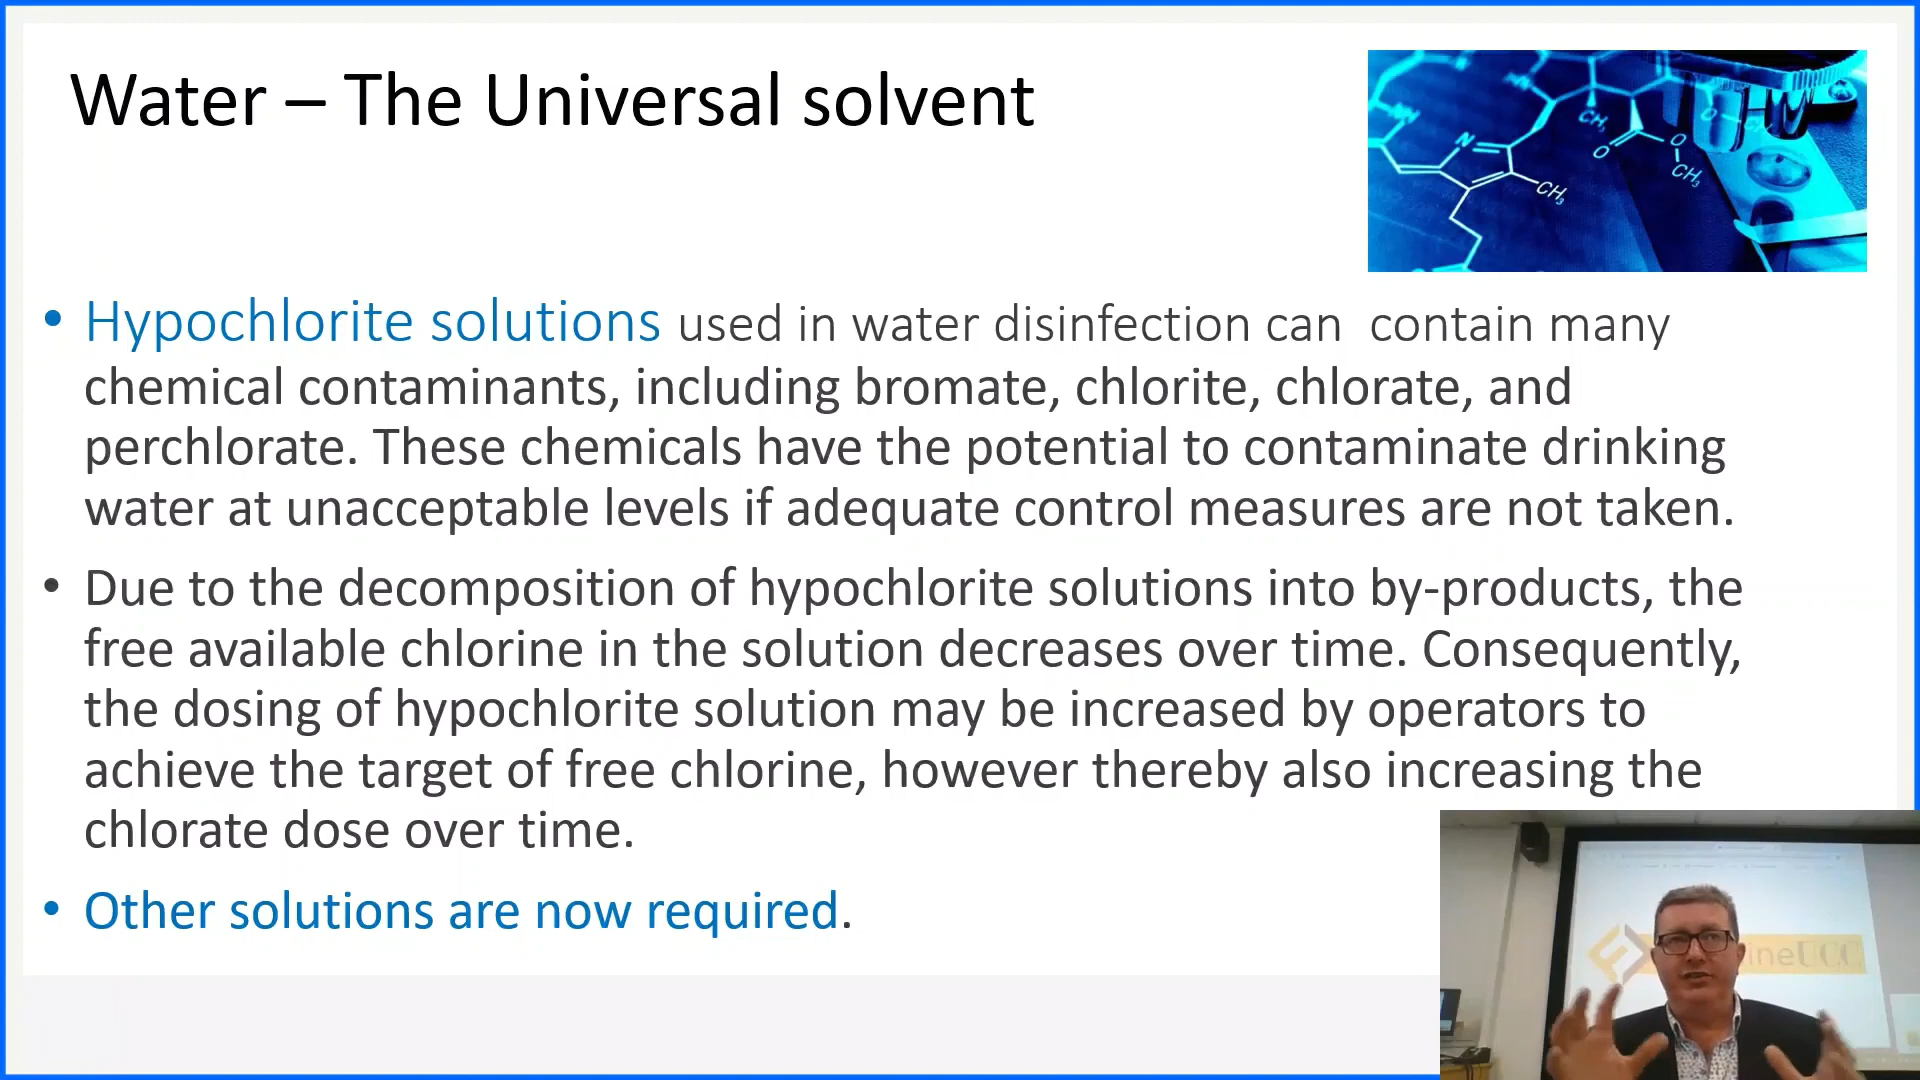 Water – The Universal solvent
N
CH₃
CH₃
O
O
CH₃
O
• Hypochlorite solutions used in water disinfection can contain many
chemical contaminants, including bromate, chlorite, chlorate, and
perchlorate. These chemicals have the potential to contaminate drinking
water at unacceptable levels if adequate control measures are not taken.
• Due to the decomposition of hypochlorite solutions into by-products, the
free available chlorine in the solution decreases over time. Consequently,
the dosing of hypochlorite solution may be increased by operators to
achieve the target of free chlorine, however thereby also increasing the
chlorate dose over time.
• Other solutions are now required.
ineUCC